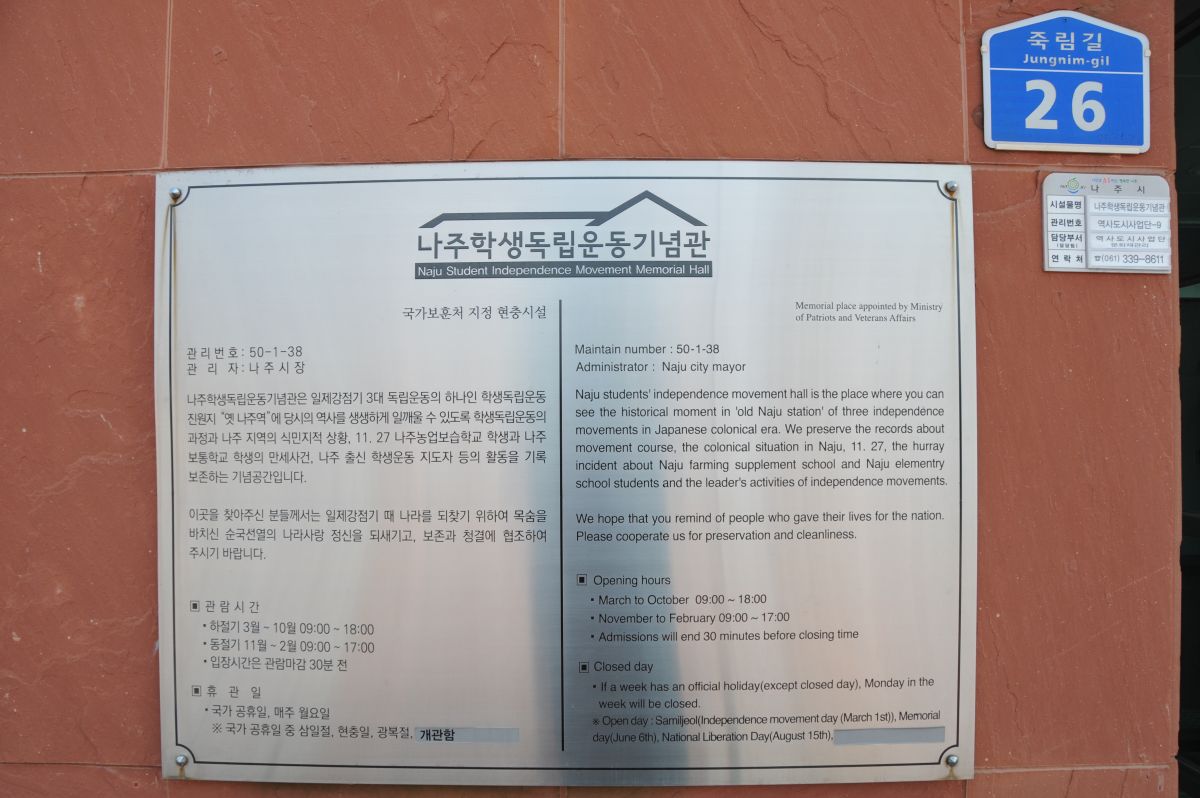 죽림길
Jungnim-gil
26
나 주 시
시설물명 나주학생독립운동기념관
관리번호 역사도시사업단-9
담당부서 역사도시사업단
연 락 처 ☎(061) 339-8611
나주학생독립운동기념관
Naju Student Independence Movement Memorial Hall
국가보훈처 지정 현충시설
관리번호: 50-1-38
관 리 자: 나주시장
나주학생독립운동기념관은 일제강점기 3대 독립운동의 하나인 학생독립운동
진원지 “옛 나주역”에 당시의 역사를 생생하게 일깨울 수 있도록 학생독립운동의
과정과 나주 지역의 식민지적 상황, 11. 27 나주농업보습학교 학생과 나주
보통학교 학생의 만세사건, 나주 출신 학생운동 지도자 등의 활동을 기록
보존하는 기념공간입니다.
이곳을 찾아주신 분들께서는 일제강점기 때 나라를 되찾기 위하여 목숨을
바치신 순국선열의 나라사랑 정신을 되새기고, 보존과 청결에 협조하여
주시기 바랍니다.
▣ 관람시간
• 하절기 3월 ~ 10월 09:00 ~ 18:00
• 동절기 11월 ~ 2월 09:00 ~ 17:00
• 입장시간은 관람마감 30분 전
▣ 휴 관 일
• 국가 공휴일, 매주 월요일
※ 국가 공휴일 중 삼일절, 현충일, 광복절, 개관함
Memorial place appointed by Ministry
of Patriots and Veterans Affairs
Maintain number : 50-1-38
Administrator : Naju city mayor
Naju students' independence movement hall is the place where you can
see the historical moment in 'old Naju station' of three independence
movements in Japanese colonial era. We preserve the records about
movement course, the colonial situation in Naju, 11. 27, the hurray
incident about Naju farming supplement school and Naju elementry
school students and the leader's activities of independence movements.
We hope that you remind of people who gave their lives for the nation.
Please cooperate us for preservation and cleanliness.
▣ Opening hours
• March to October 09:00 ~ 18:00
• November to February 09:00 ~ 17:00
• Admissions will end 30 minutes before closing time
▣ Closed day
• If a week has an official holiday(except closed day), Monday in the
week will be closed.
※ Open day : Samiljeol(Independence movement day (March 1st)), Memorial
day(June 6th), National Liberation Day(August 15th),